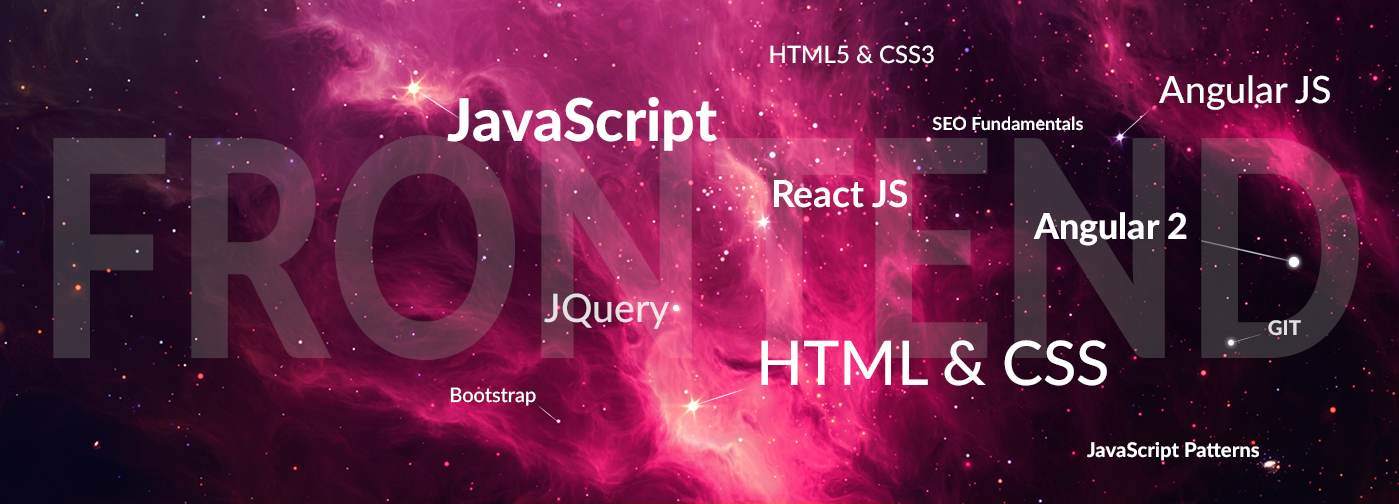 HTML5 & CSS3
Angular JS
JavaScript
SEO Fundamentals
FRONTEND
React JS
Angular 2
JQuery
GIT
HTML & CSS
Bootstrap
JavaScript Patterns